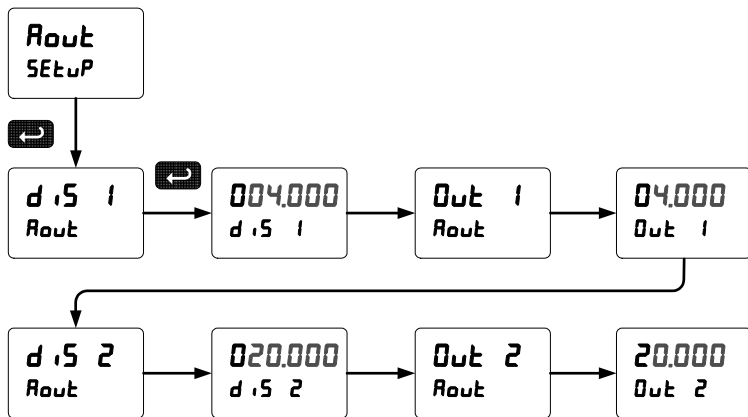 Aout
SEtuP
diS 1
Aout
004.000
diS 1
Out 1
Aout
04.000
Out 1
diS 2
Aout
020.000
diS 2
Out 2
Aout
20.000
Out 2